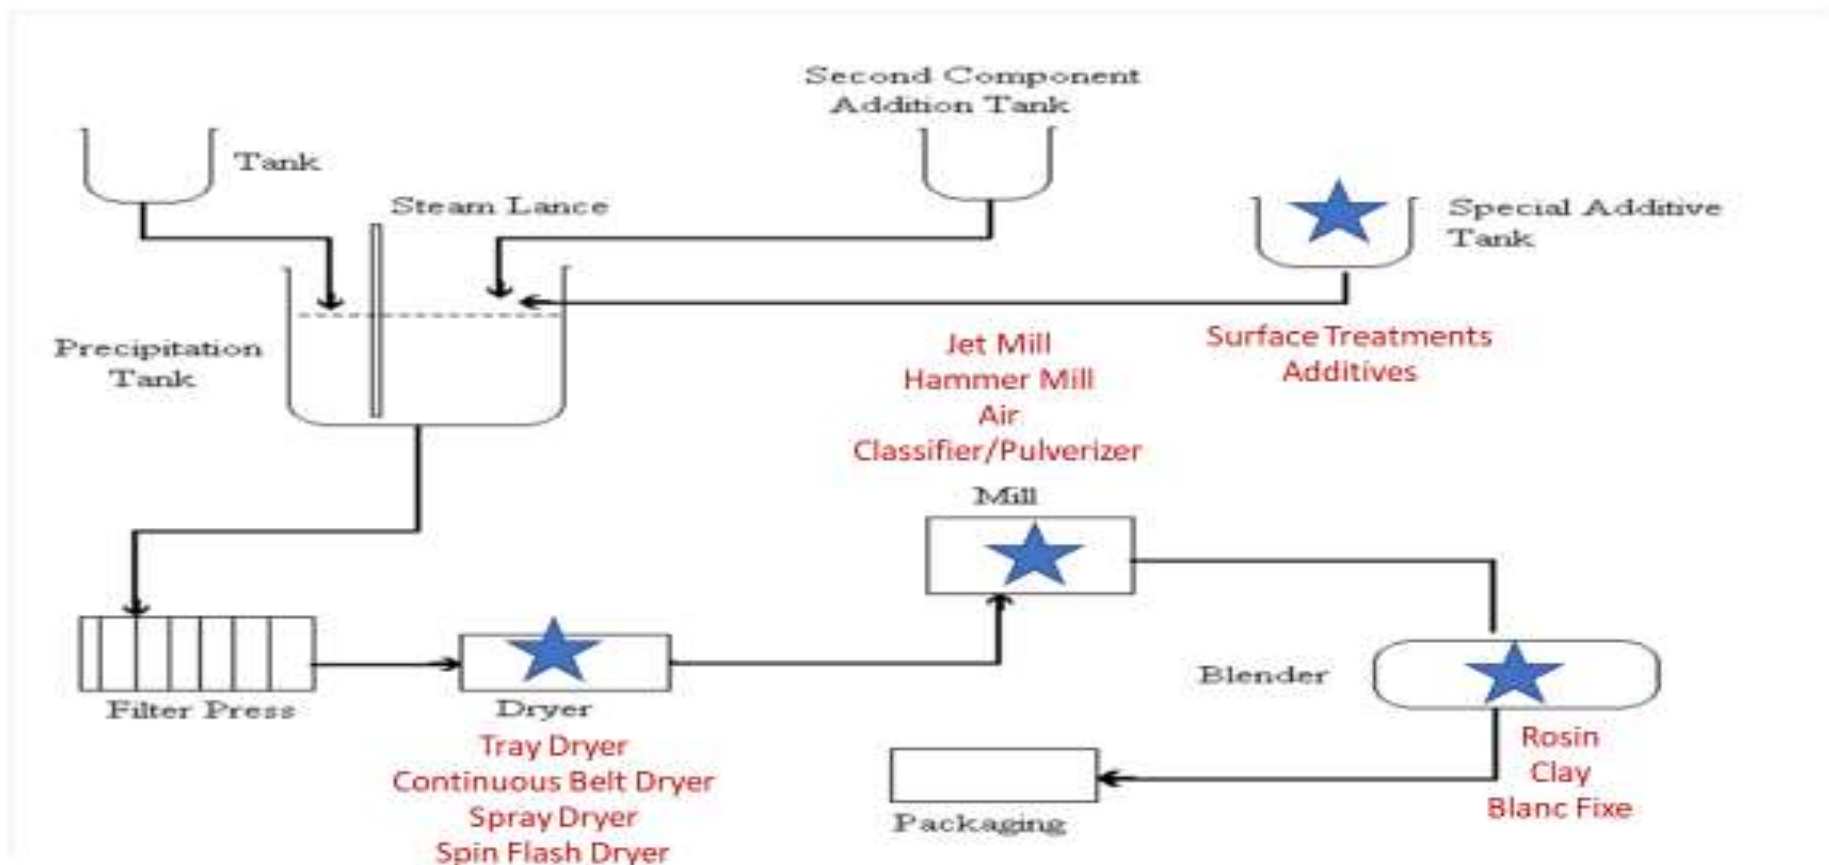 Second Component
Addition Tank
Tank
Steam Lance
Special Additive
Tank
Precipitation
Tank
Surface Treatments
Additives
Jet Mill
Hammer Mill
Air
Classifier/Pulverizer
Mill
Filter Press
Dryer
Tray Dryer
Continuous Belt Dryer
Spray Dryer
Spin Flash Dryer
Blender
Rosin
Clay
Blanc Fixe
Packaging